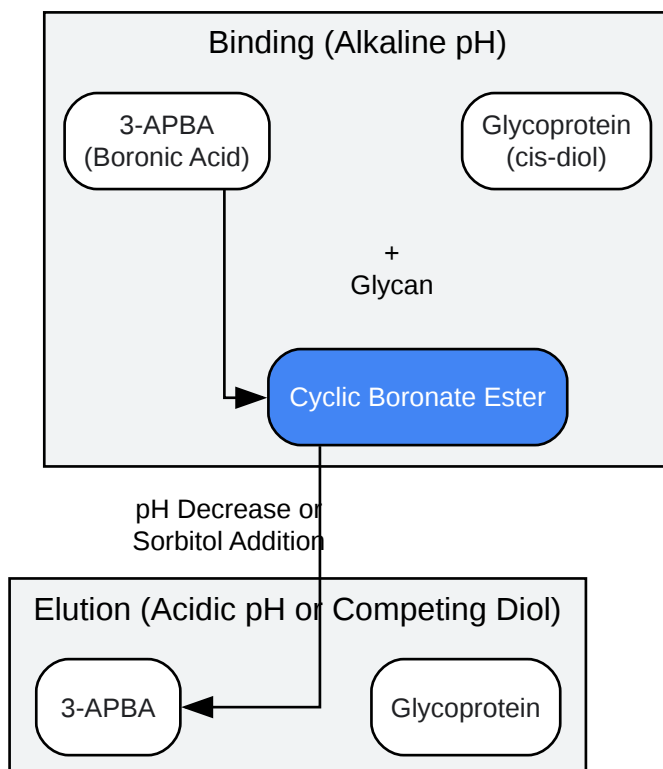 Binding (Alkaline pH)
3-APBA
(Boronic Acid)
Glycoprotein
(cis-diol)
+
Glycan
Cyclic Boronate Ester
pH Decrease or
Sorbitol Addition
Elution (Acidic pH or Competing Diol)
3-APBA
Glycoprotein